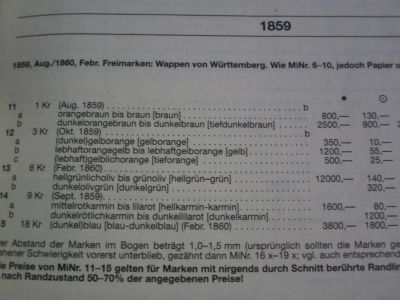 1859
1859, Aug./1860, Febr. Freimarken: Wappen von Württemberg. Wie MiNr. 6–10, jedoch Papier o
11 1 Kr (Aug. 1859) b ✶ ⊙
a orangebraun bis braun [braun] 800,— 130,—
b dunkelorangebraun bis dunkelbraun [tiefdunkelbraun] 2500,— 900,—
12 3 Kr (Okt. 1859) b
a (dunkel)gelborange [gelborange] 350,— 10,—
b lebhaftorangegelb bis lebhaftgelborange [gelb] 1200,— 55,—
c (lebhaft)gelblichorange [tieforange] 500,— 25,—
13 6 Kr (Febr. 1860)
a hellgrünlicholiv bis grünoliv [hellgrün–grün] 12000,— 140,—
b dunkelolivgrün [dunkelgrün] 320,—
14 9 Kr (Sept. 1859)
a mittelrotkarmin bis lilarot [hellkarmin-karmin] 1600,— 80,—
b dunkelrötlichkarmin bis dunkellilarot [dunkelkarmin] 1200,—
5 18 Kr (dunkel)blau [blau-dunkelblau] (Febr. 1860) 3800,— 1800,—
er Abstand der Marken im Bogen beträgt 1,0–1,5 mm (ursprünglich sollten die Marken ge
hener Schwierigkeit vorerst unterblieb, gezähnt dann MiNr. 16 x–19 x; vgl. auch entsprechend
ie Preise von MiNr. 11–15 gelten für Marken mit nirgends durch Schnitt berührte Randlin
nach Randzustand 50–70% der angegebenen Preise!